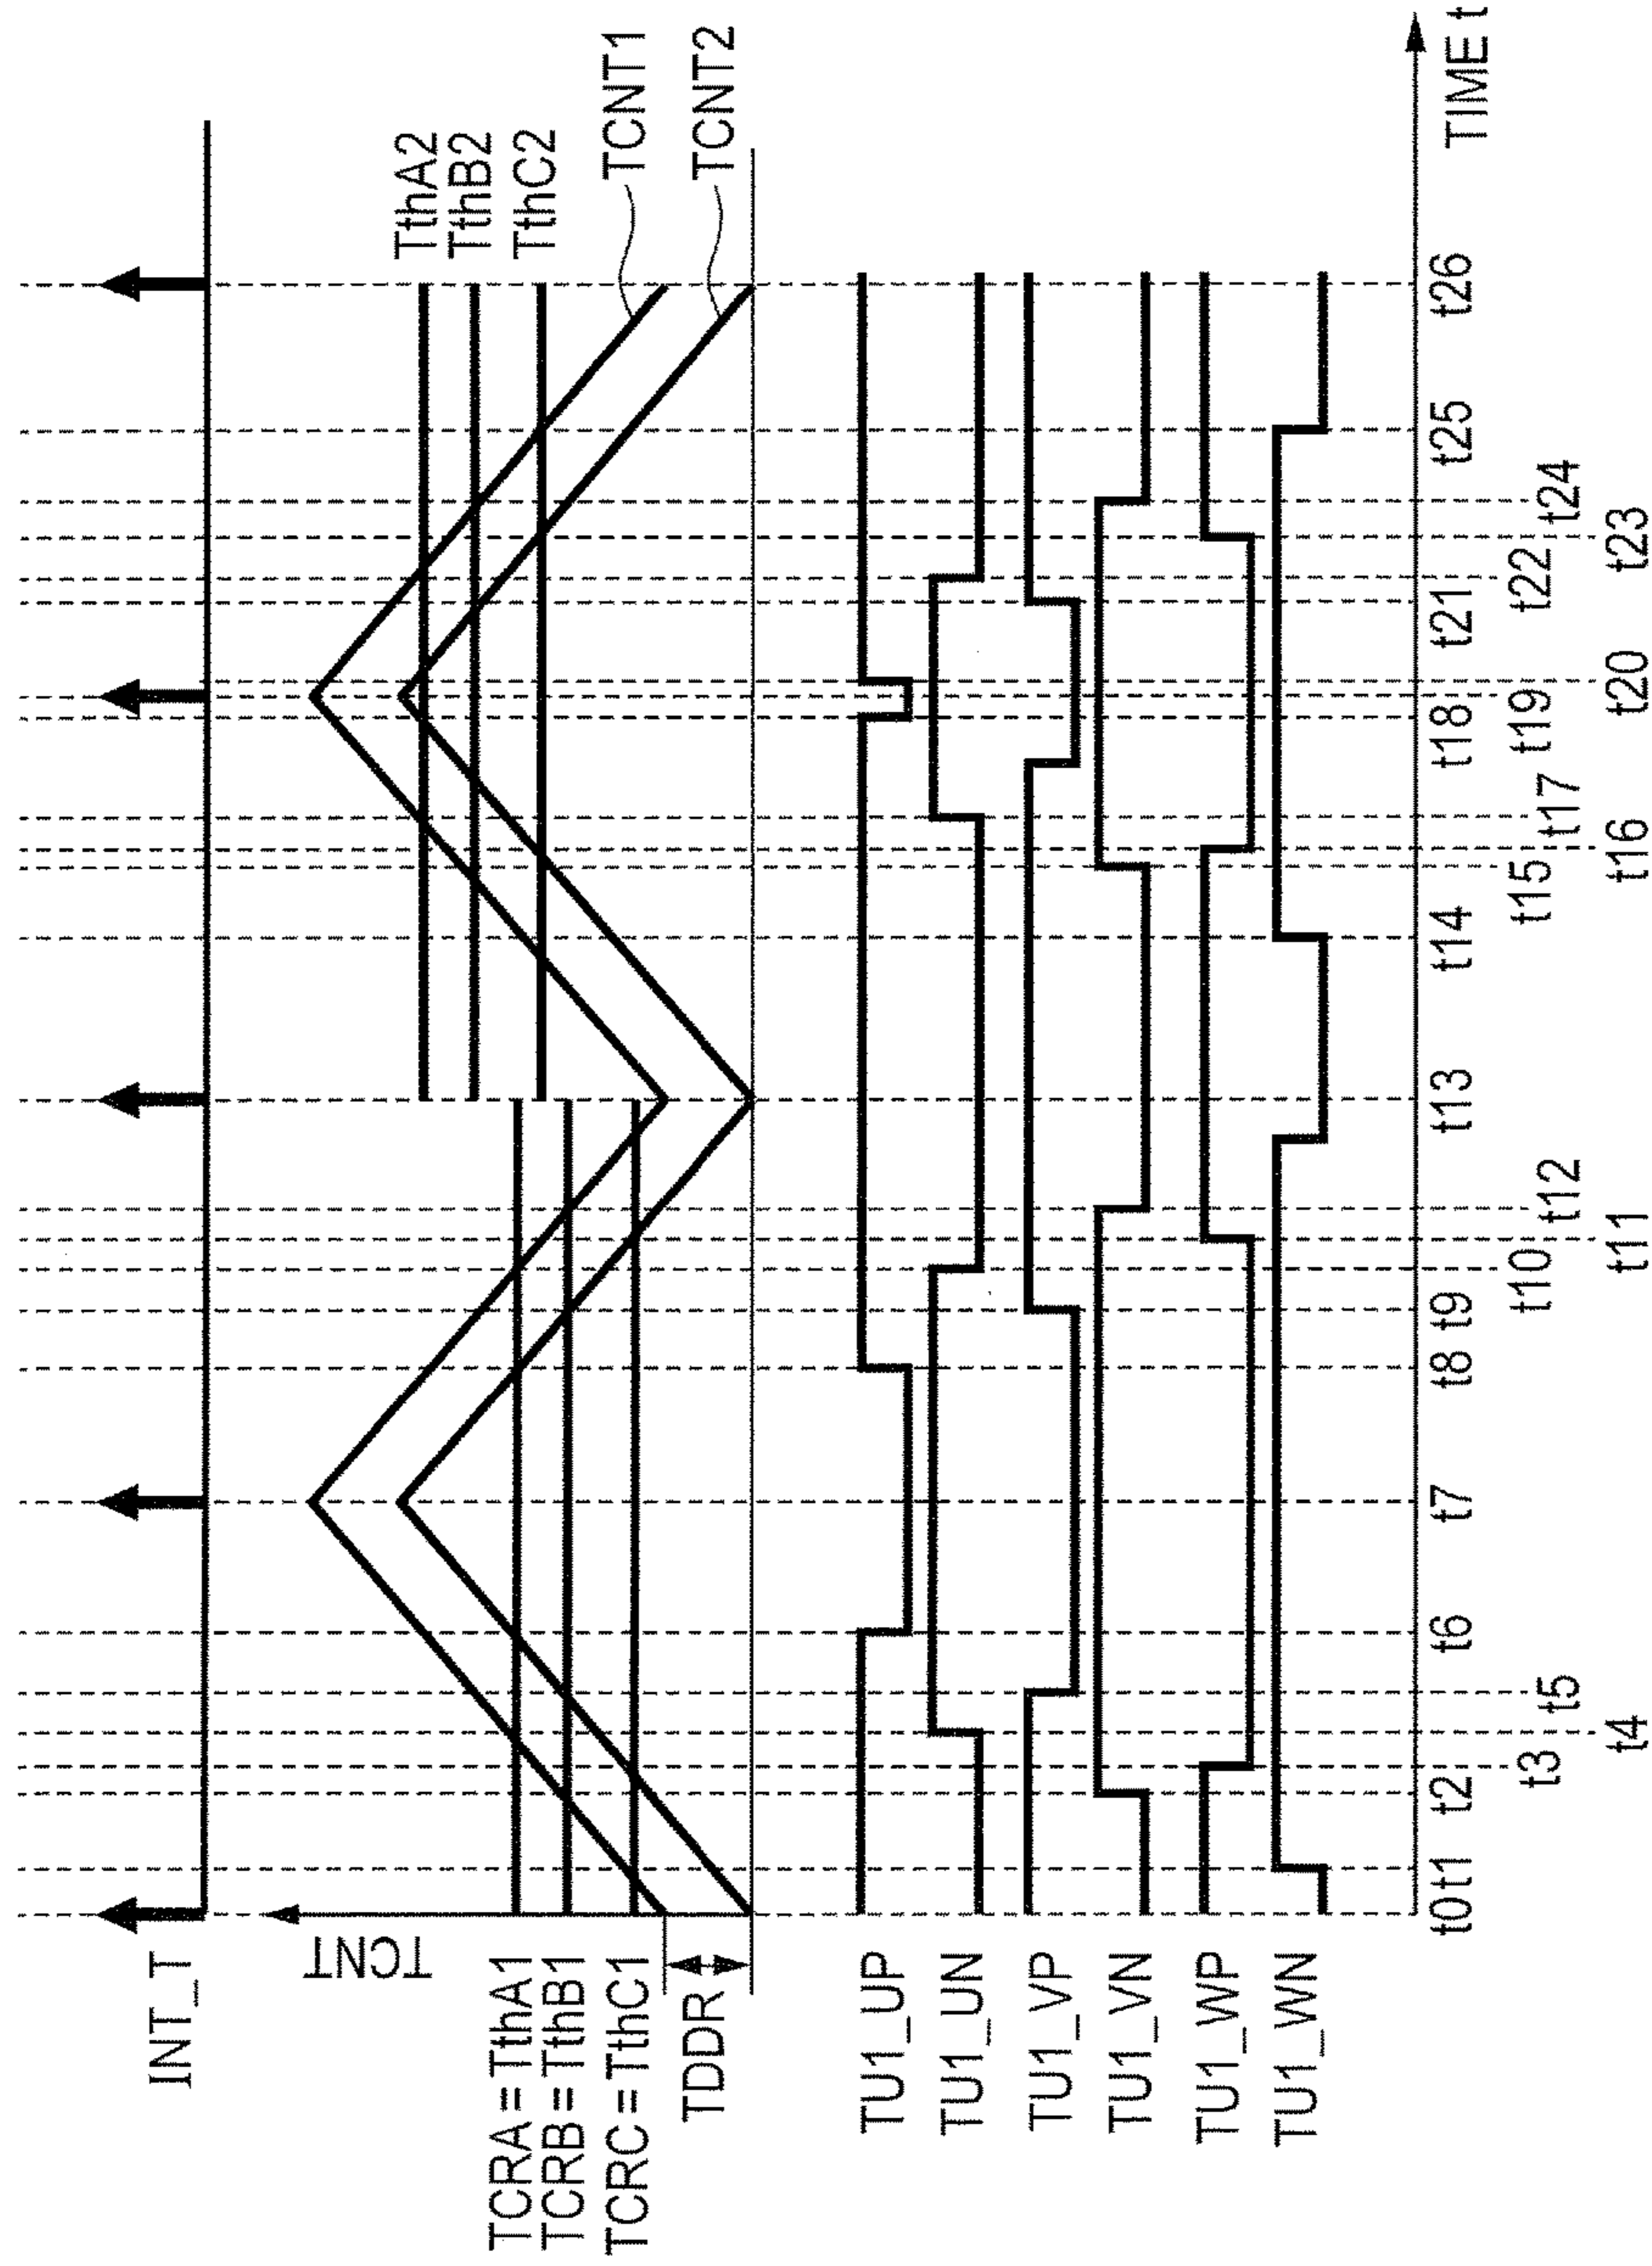 INT_T
TCNT
TCRA = TthA1
TCRB = TthB1
TCRC = TthC1
TDDR
TthA2
TthB2
TthC2
TCNT1
TCNT2
TU1_UP
TU1_UN
TU1_VP
TU1_VN
TU1_WP
TU1_WN
t0 t1 t2 t6 t7 t8 t9 t13 t14 t18 t21 t25 t26
TIME t
t3 t5 t10 t12 t15 t17 t19 t22 t24
t4 t11 t16 t20 t23